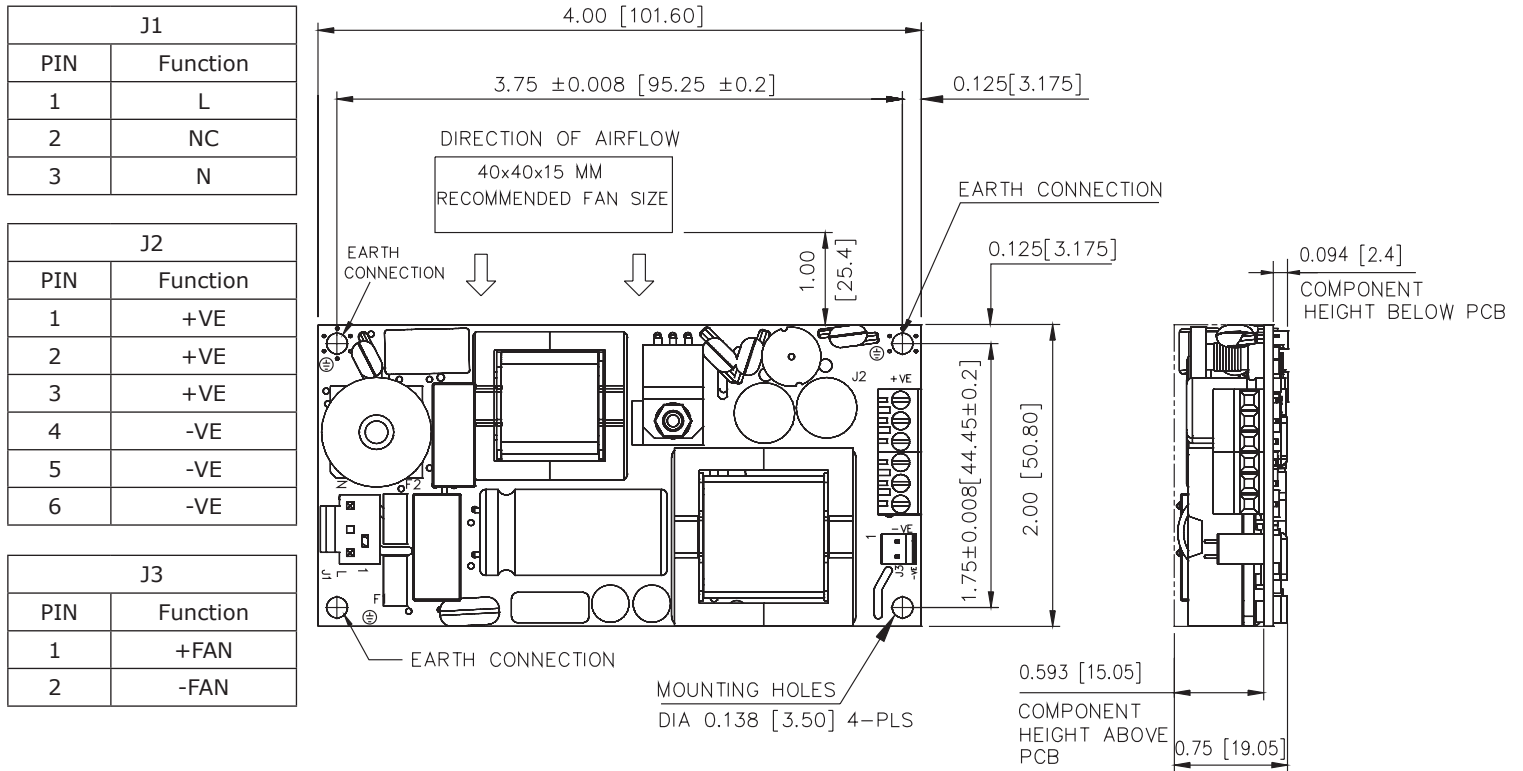 J1
PIN Function
1 L
2 NC
3 N
J2
PIN Function
1 +VE
2 +VE
3 +VE
4 -VE
5 -VE
6 -VE
J3
PIN Function
1 +FAN
2 -FAN
4.00 [101.60]
3.75 ±0.008 [95.25 ±0.2]
0.125[3.175]
DIRECTION OF AIRFLOW
40x40x15 MM
RECOMMENDED FAN SIZE
EARTH CONNECTION
EARTH
CONNECTION
1.00
[25.4]
0.125[3.175]
0.094 [2.4]
COMPONENT
HEIGHT BELOW PCB
J2
+VE
1.75±0.008[44.45±0.2]
2.00 [50.80]
N
F2
-VE
1
J3
-VE
J1
L
1
F
EARTH CONNECTION
MOUNTING HOLES
DIA 0.138 [3.50] 4-PLS
0.593 [15.05]
COMPONENT
HEIGHT ABOVE
PCB
0.75 [19.05]